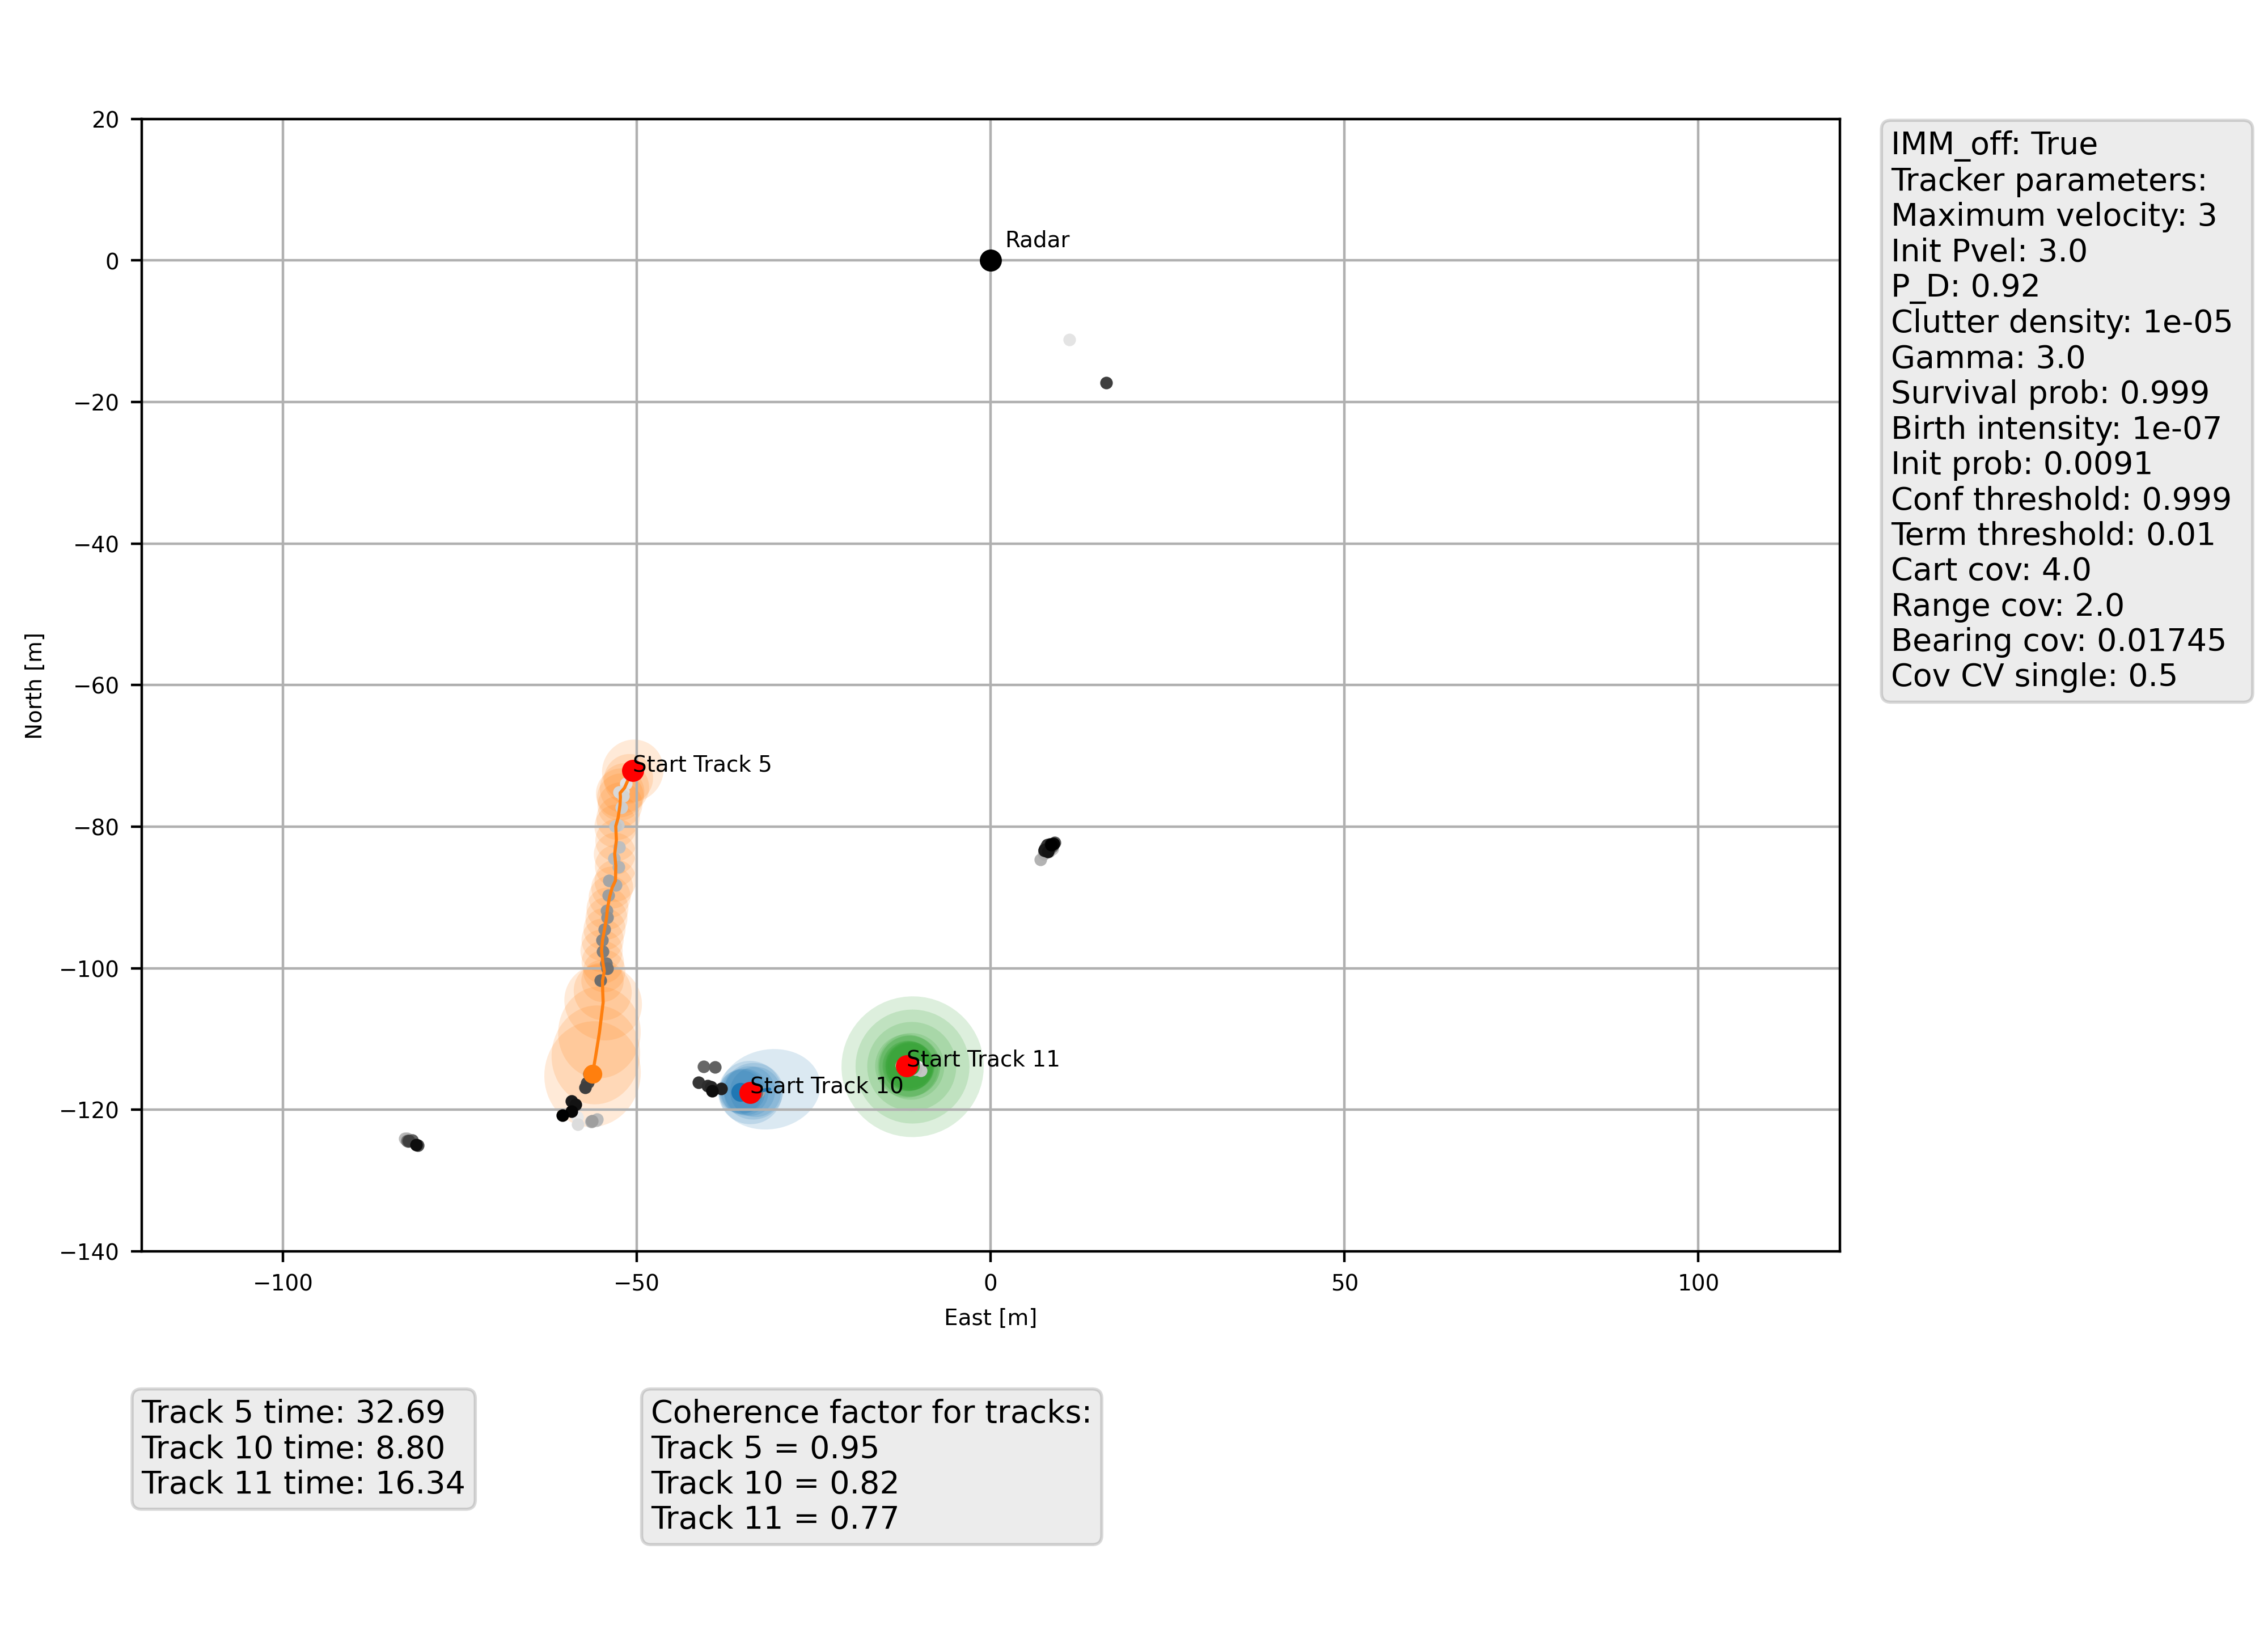 20
0
−20
−40
−60
−80
−100
−120
−140
−100
−50
0
50
100
North [m]
East [m]
Radar
Start Track 5
Start Track 11
Start Track 10
IMM_off: True
Tracker parameters:
Maximum velocity: 3
Init Pvel: 3.0
P_D: 0.92
Clutter density: 1e-05
Gamma: 3.0
Survival prob: 0.999
Birth intensity: 1e-07
Init prob: 0.0091
Conf threshold: 0.999
Term threshold: 0.01
Cart cov: 4.0
Range cov: 2.0
Bearing cov: 0.01745
Cov CV single: 0.5
Track 5 time: 32.69
Track 10 time: 8.80
Track 11 time: 16.34
Coherence factor for tracks:
Track 5 = 0.95
Track 10 = 0.82
Track 11 = 0.77